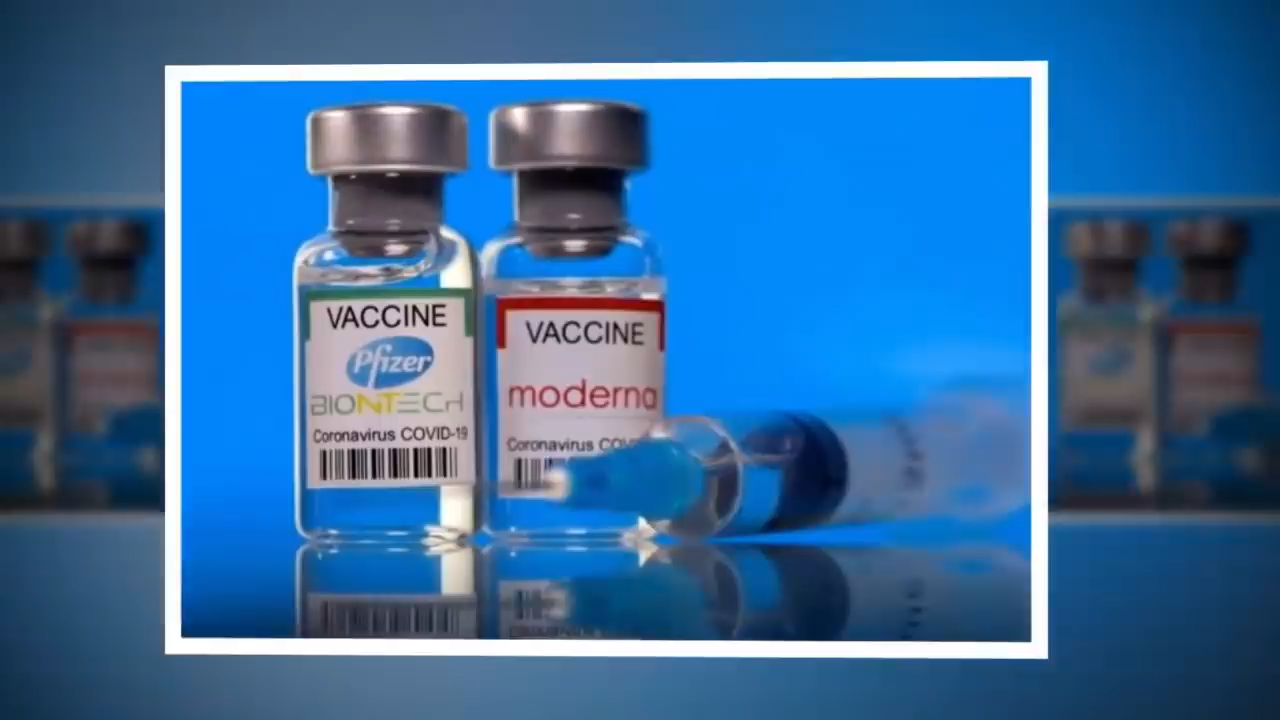 VACCINE
Pfizer
BIONTECH
Coronavirus COVID-19
VACCINE
moderna
Coronavirus